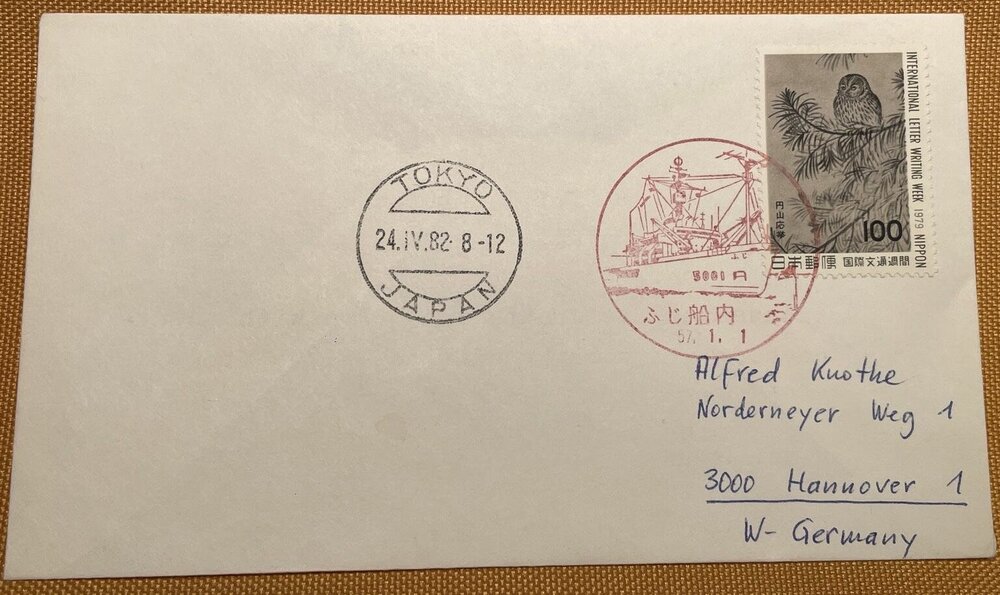 INTERNATIONAL LETTER WRITING WEEK 1979 NIPPON
円山応挙
100
日本郵便 国際文通週間
TOKYO
24.IV.82. 8-12
JAPAN
ふじ
5001
ふじ船内
57. 1. 1
Alfred Knothe
Norderneyer Weg 1
3000 Hannover 1
W- Germany